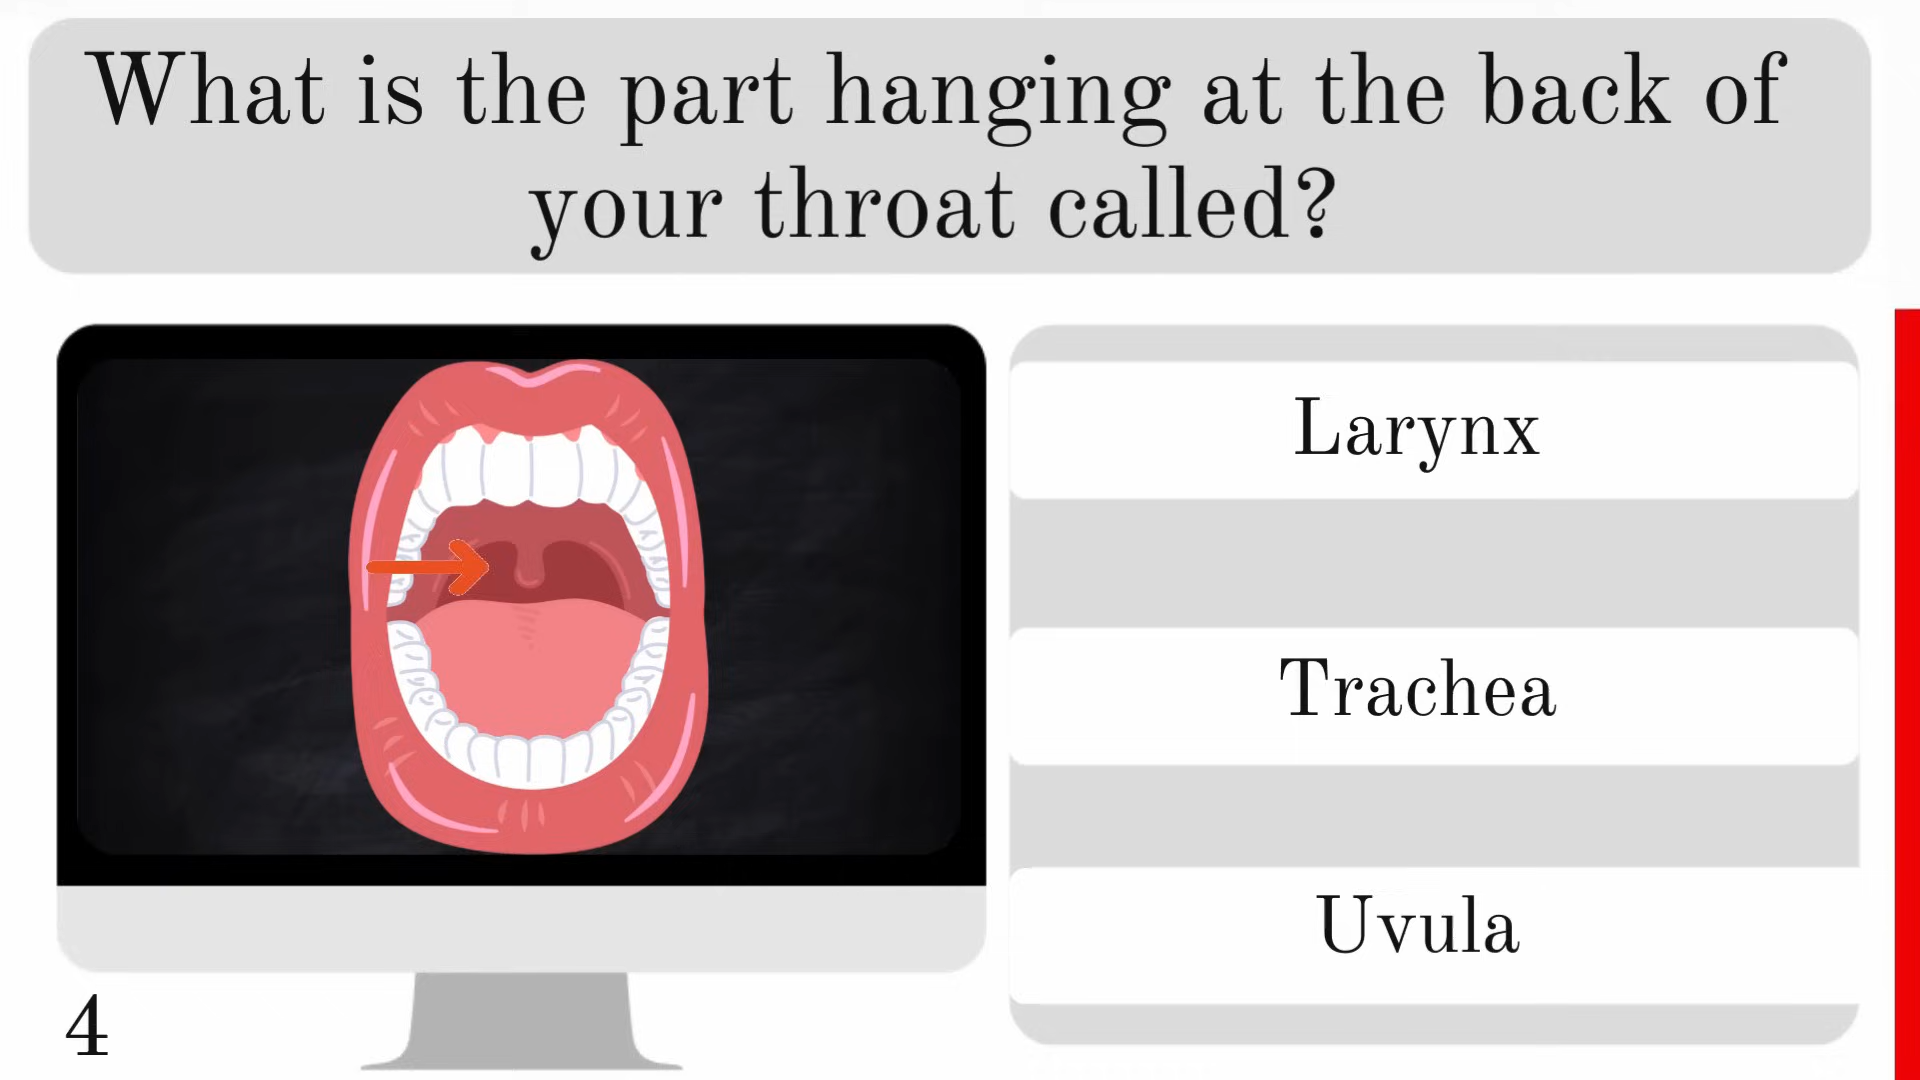 What is the part hanging at the back of
your throat called?
Larynx
Trachea
Uvula
4